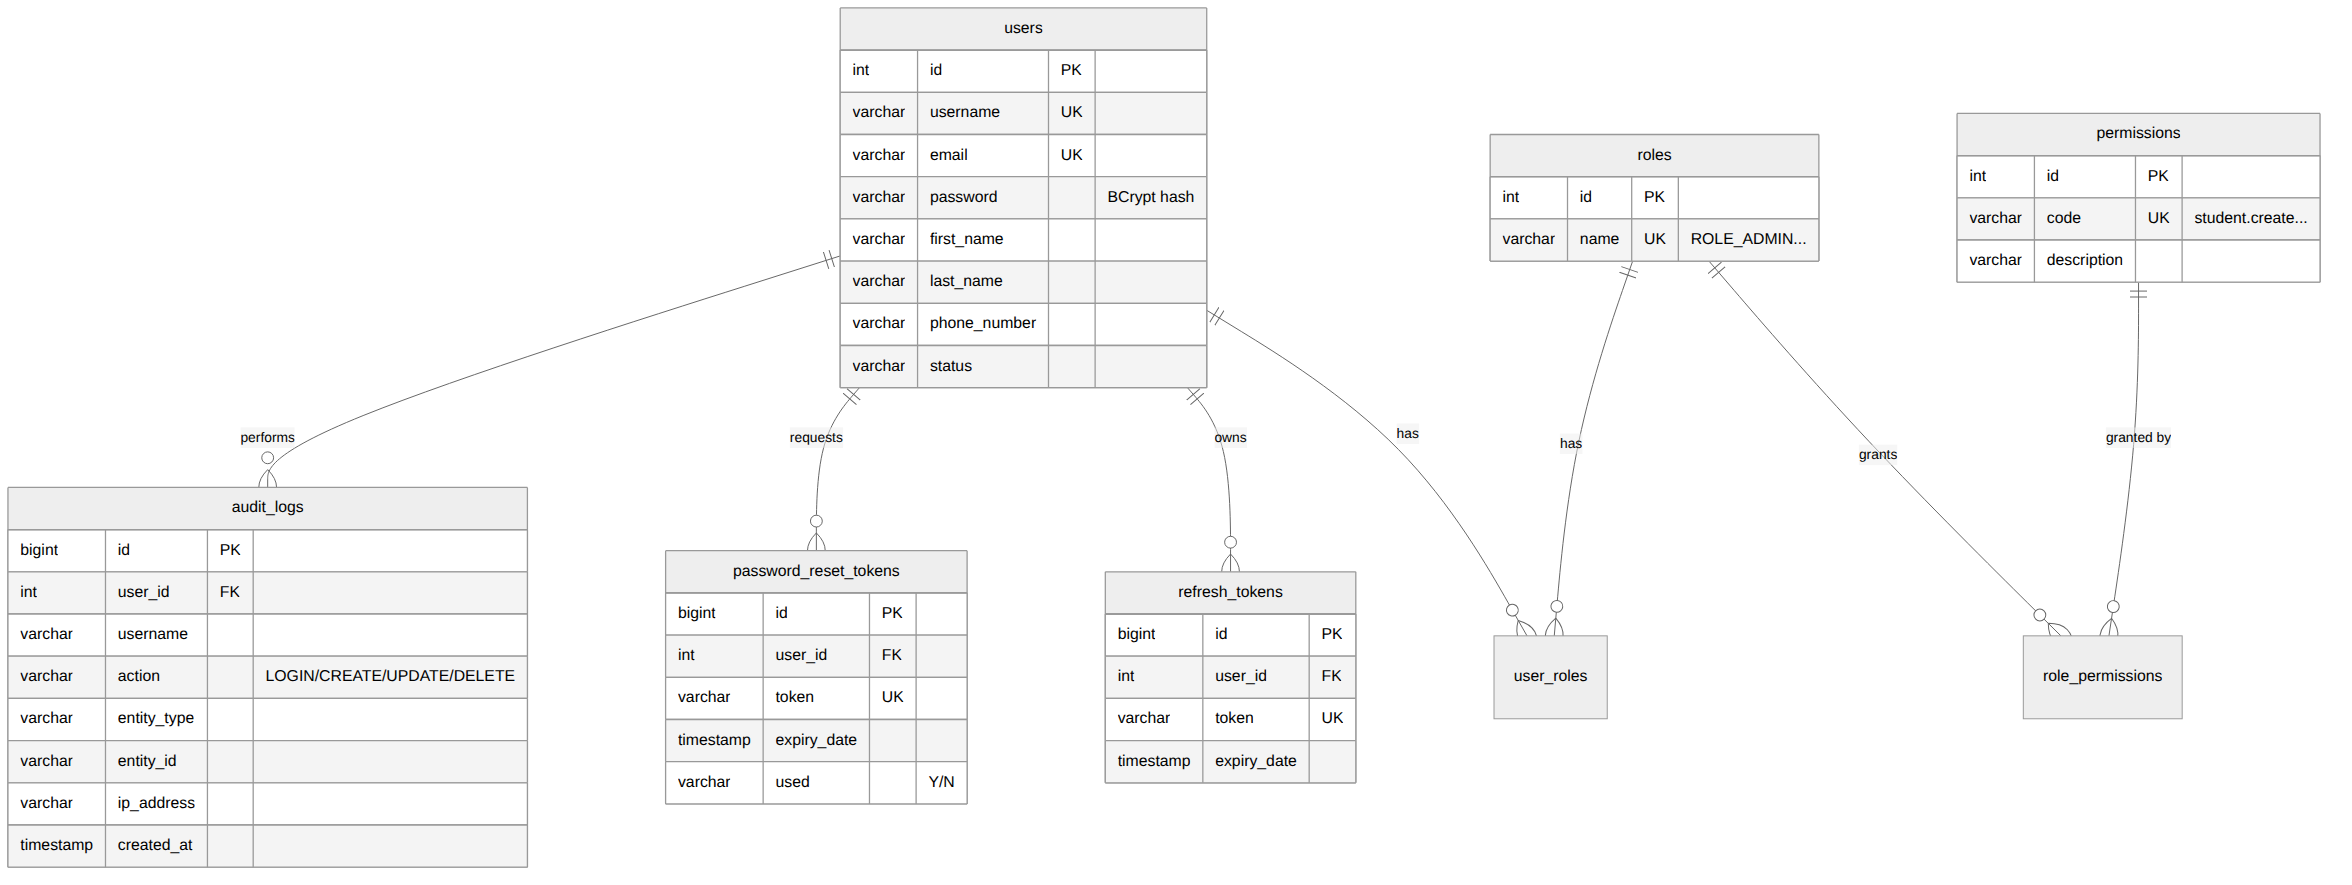 users
int id PK
varchar username UK
varchar email UK
varchar password BCrypt hash
varchar first_name
varchar last_name
varchar phone_number
varchar status
roles
int id PK
varchar name UK ROLE_ADMIN...
permissions
int id PK
varchar code UK student.create...
varchar description
performs
requests
owns
has
has
grants
granted by
audit_logs
bigint id PK
int user_id FK
varchar username
varchar action LOGIN/CREATE/UPDATE/DELETE
varchar entity_type
varchar entity_id
varchar ip_address
timestamp created_at
password_reset_tokens
bigint id PK
int user_id FK
varchar token UK
timestamp expiry_date
varchar used Y/N
refresh_tokens
bigint id PK
int user_id FK
varchar token UK
timestamp expiry_date
user_roles
role_permissions